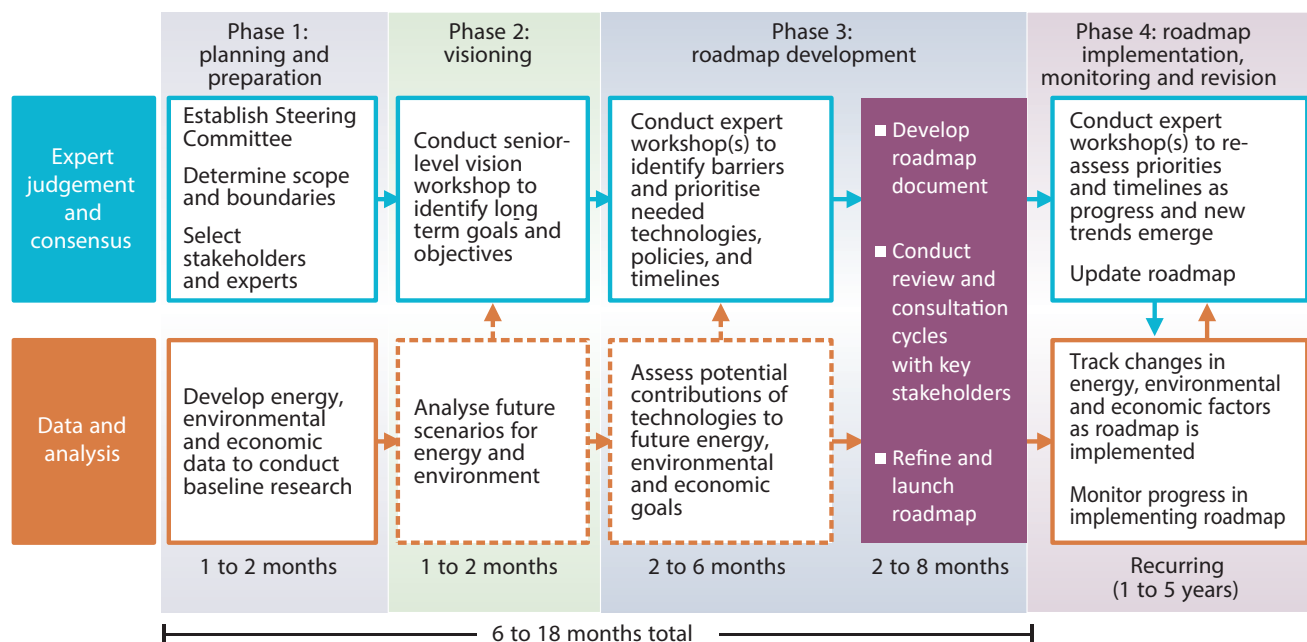 Phase 1:
planning and
preparation
Phase 2:
visioning
Phase 3:
roadmap development
Phase 4: roadmap
implementation,
monitoring and revision
Expert
judgement
and
consensus
Establish Steering
Committee
Determine scope
and boundaries
Select
stakeholders
and experts
Conduct senior-
level vision
workshop to
identify long
term goals and
objectives
Conduct expert
workshop(s) to
identify barriers
and prioritise
needed
technologies,
policies, and
timelines
■ Develop
roadmap
document
■ Conduct
review and
consultation
cycles
with key
stakeholders
■ Refine and
launch
roadmap
Conduct expert
workshop(s) to re-
assess priorities
and timelines as
progress and new
trends emerge
Update roadmap
Data and
analysis
Develop energy,
environmental
and economic
data to conduct
baseline research
Analyse future
scenarios for
energy and
environment
Assess potential
contributions of
technologies to
future energy,
environmental
and economic
goals
Track changes in
energy, environmental
and economic factors
as roadmap is
implemented
Monitor progress in
implementing roadmap
1 to 2 months
1 to 2 months
2 to 6 months
2 to 8 months
Recurring
(1 to 5 years)
6 to 18 months total